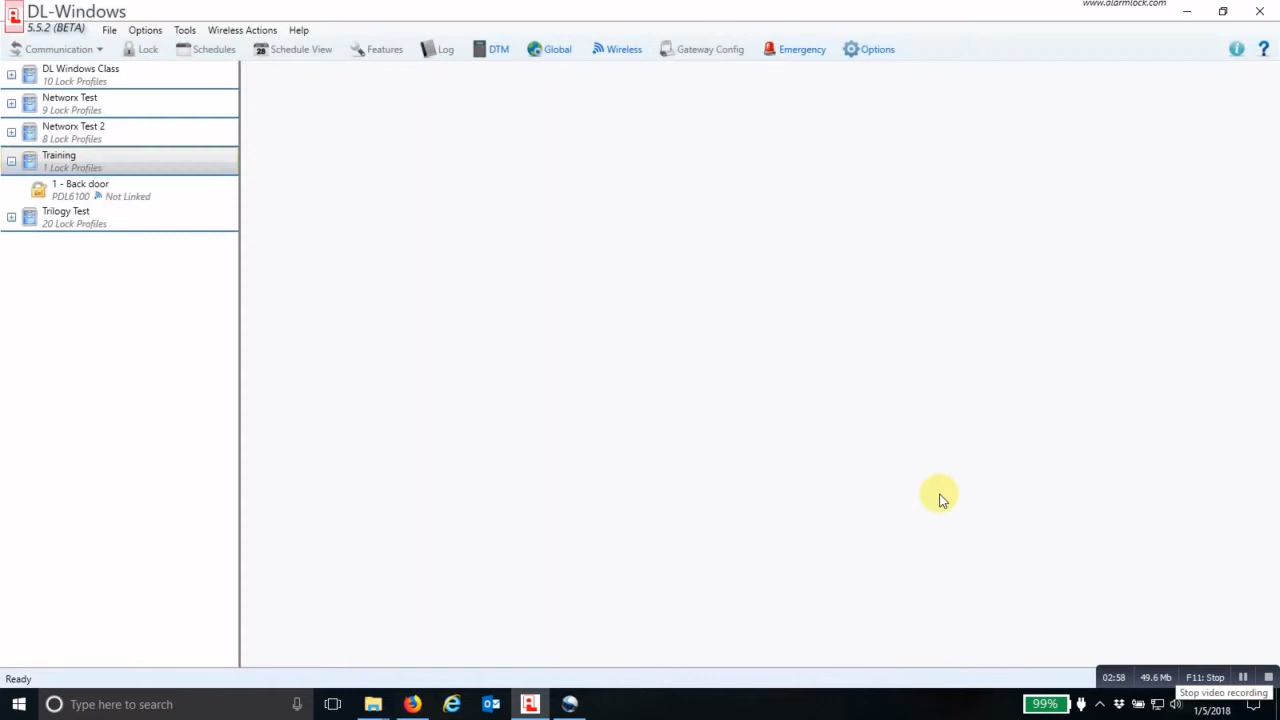 DL-Windows
www.alarmlock.com
5.5.2 (BETA) File Options Tools Wireless Actions Help
Communication Lock Schedules 28 Schedule View Features Log DTM Global Wireless Gateway Config Emergency Options
DL Windows Class
10 Lock Profiles
Networx Test
9 Lock Profiles
Networx Test 2
8 Lock Profiles
Training
1 Lock Profiles
1 - Back door
PDL6100 Not Linked
Trilogy Test
20 Lock Profiles
Ready
02:58 49.6 Mb F11: Stop
Stop video recording
Type here to search
99%
1/5/2018